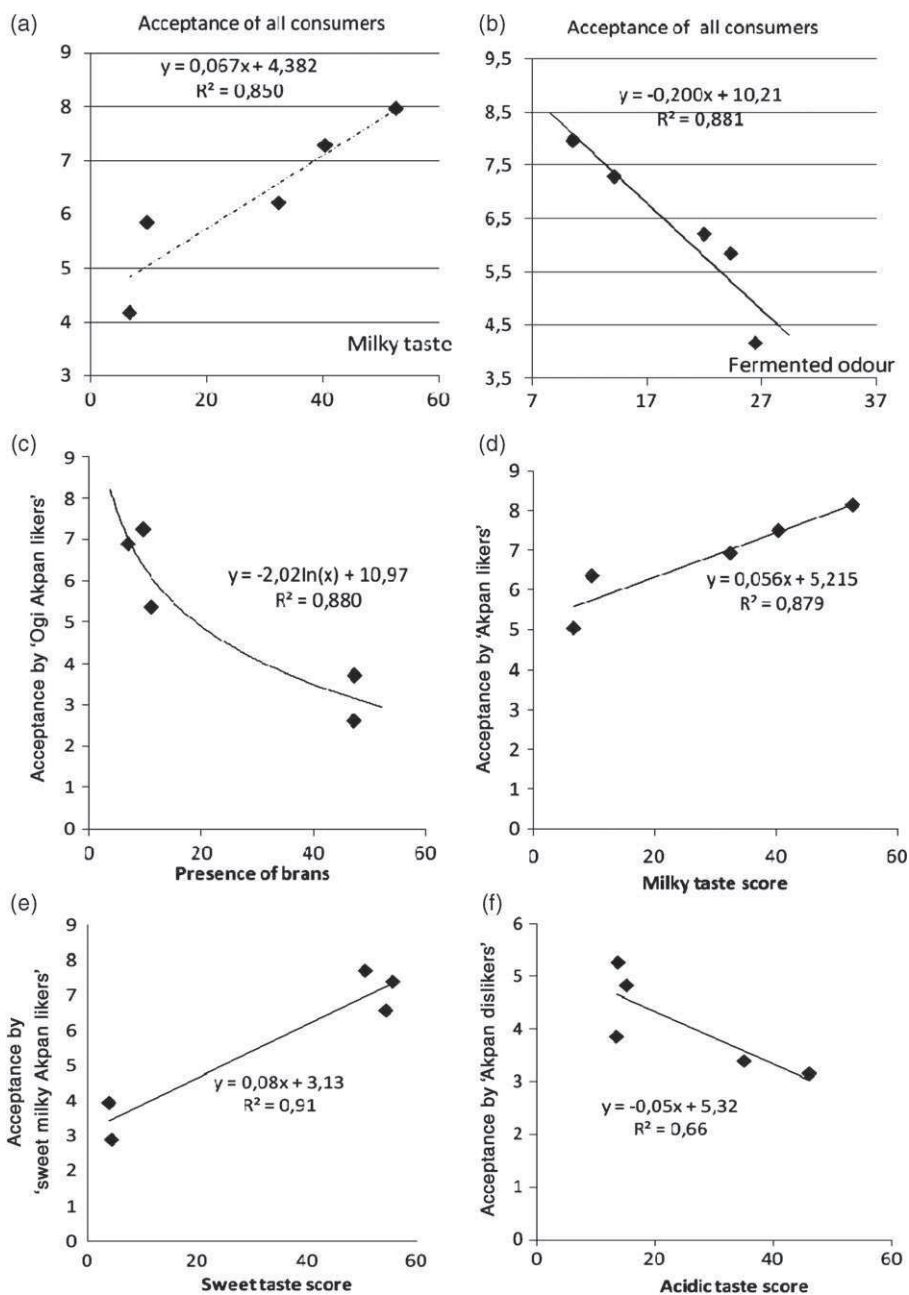 (a)
Acceptance of all consumers
9
8
7
6
5
4
3
y = 0,067x + 4,382
R² = 0,850
Milky taste
0 20 40 60
(b)
Acceptance of all consumers
9,5
8,5
7,5
6,5
5,5
4,5
3,5
y = -0,200x + 10,21
R² = 0,881
Fermented odour
7 17 27 37
(c)
Acceptance by 'Ogi Akpan likers'
9
8
7
6
5
4
3
2
1
0
y = -2,02ln(x) + 10,97
R² = 0,880
0 20 40 60
Presence of brans
(d)
Acceptance by 'Akpan likers'
9
8
7
6
5
4
3
2
1
0
y = 0,056x + 5,215
R² = 0,879
0 20 40 60
Milky taste score
(e)
Acceptance by
'sweet milky Akpan likers'
9
8
7
6
5
4
3
2
1
0
y = 0,08x + 3,13
R² = 0,91
0 20 40 60
Sweet taste score
(f)
Acceptance by 'Akpan dislikers'
6
5
4
3
2
1
0
y = -0,05x + 5,32
R² = 0,66
0 20 40 60
Acidic taste score